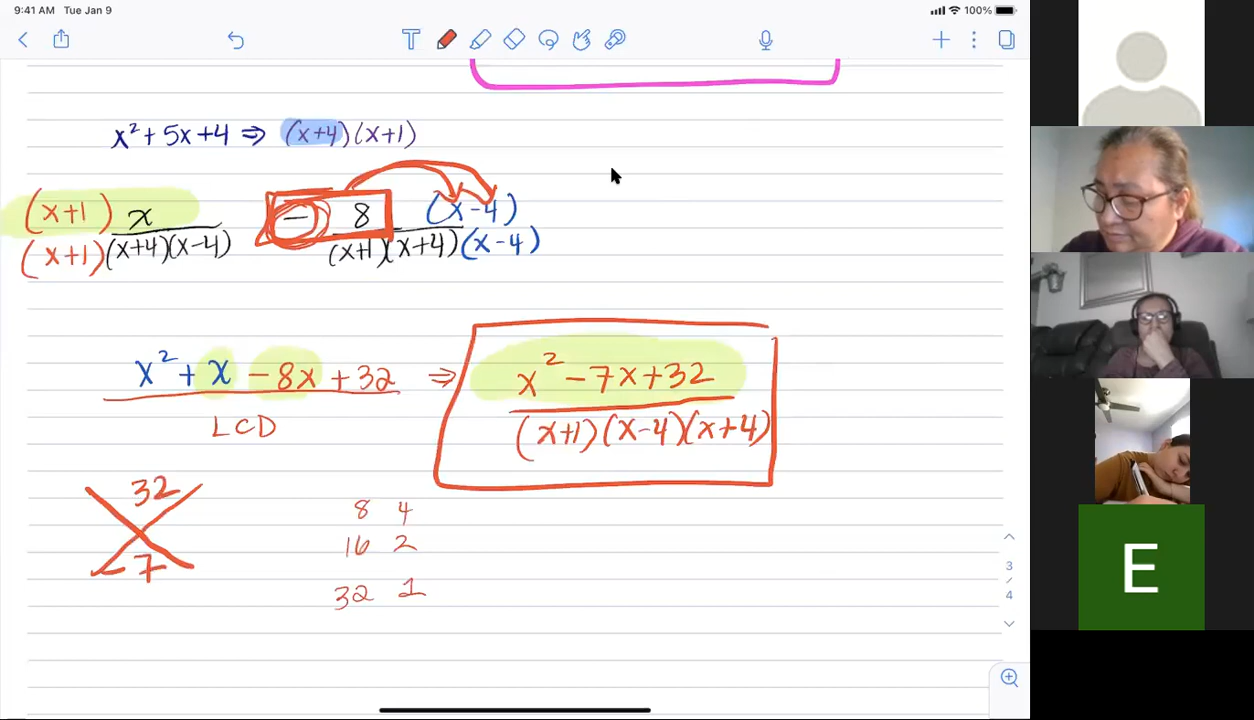 9:41 AM Tue Jan 9
100%
T
x² + 5x + 4 ⇒ (x+4)(x+1)
(x+1) x − 8 (x−4)
(x+1)(x+4)(x−4) (x+1)(x+4)(x−4)
x² + x − 8x + 32 ⇒ x² − 7x + 32
LCD (x+1)(x−4)(x+4)
32
-7
8 4
16 2
32 1
3
/
4
E